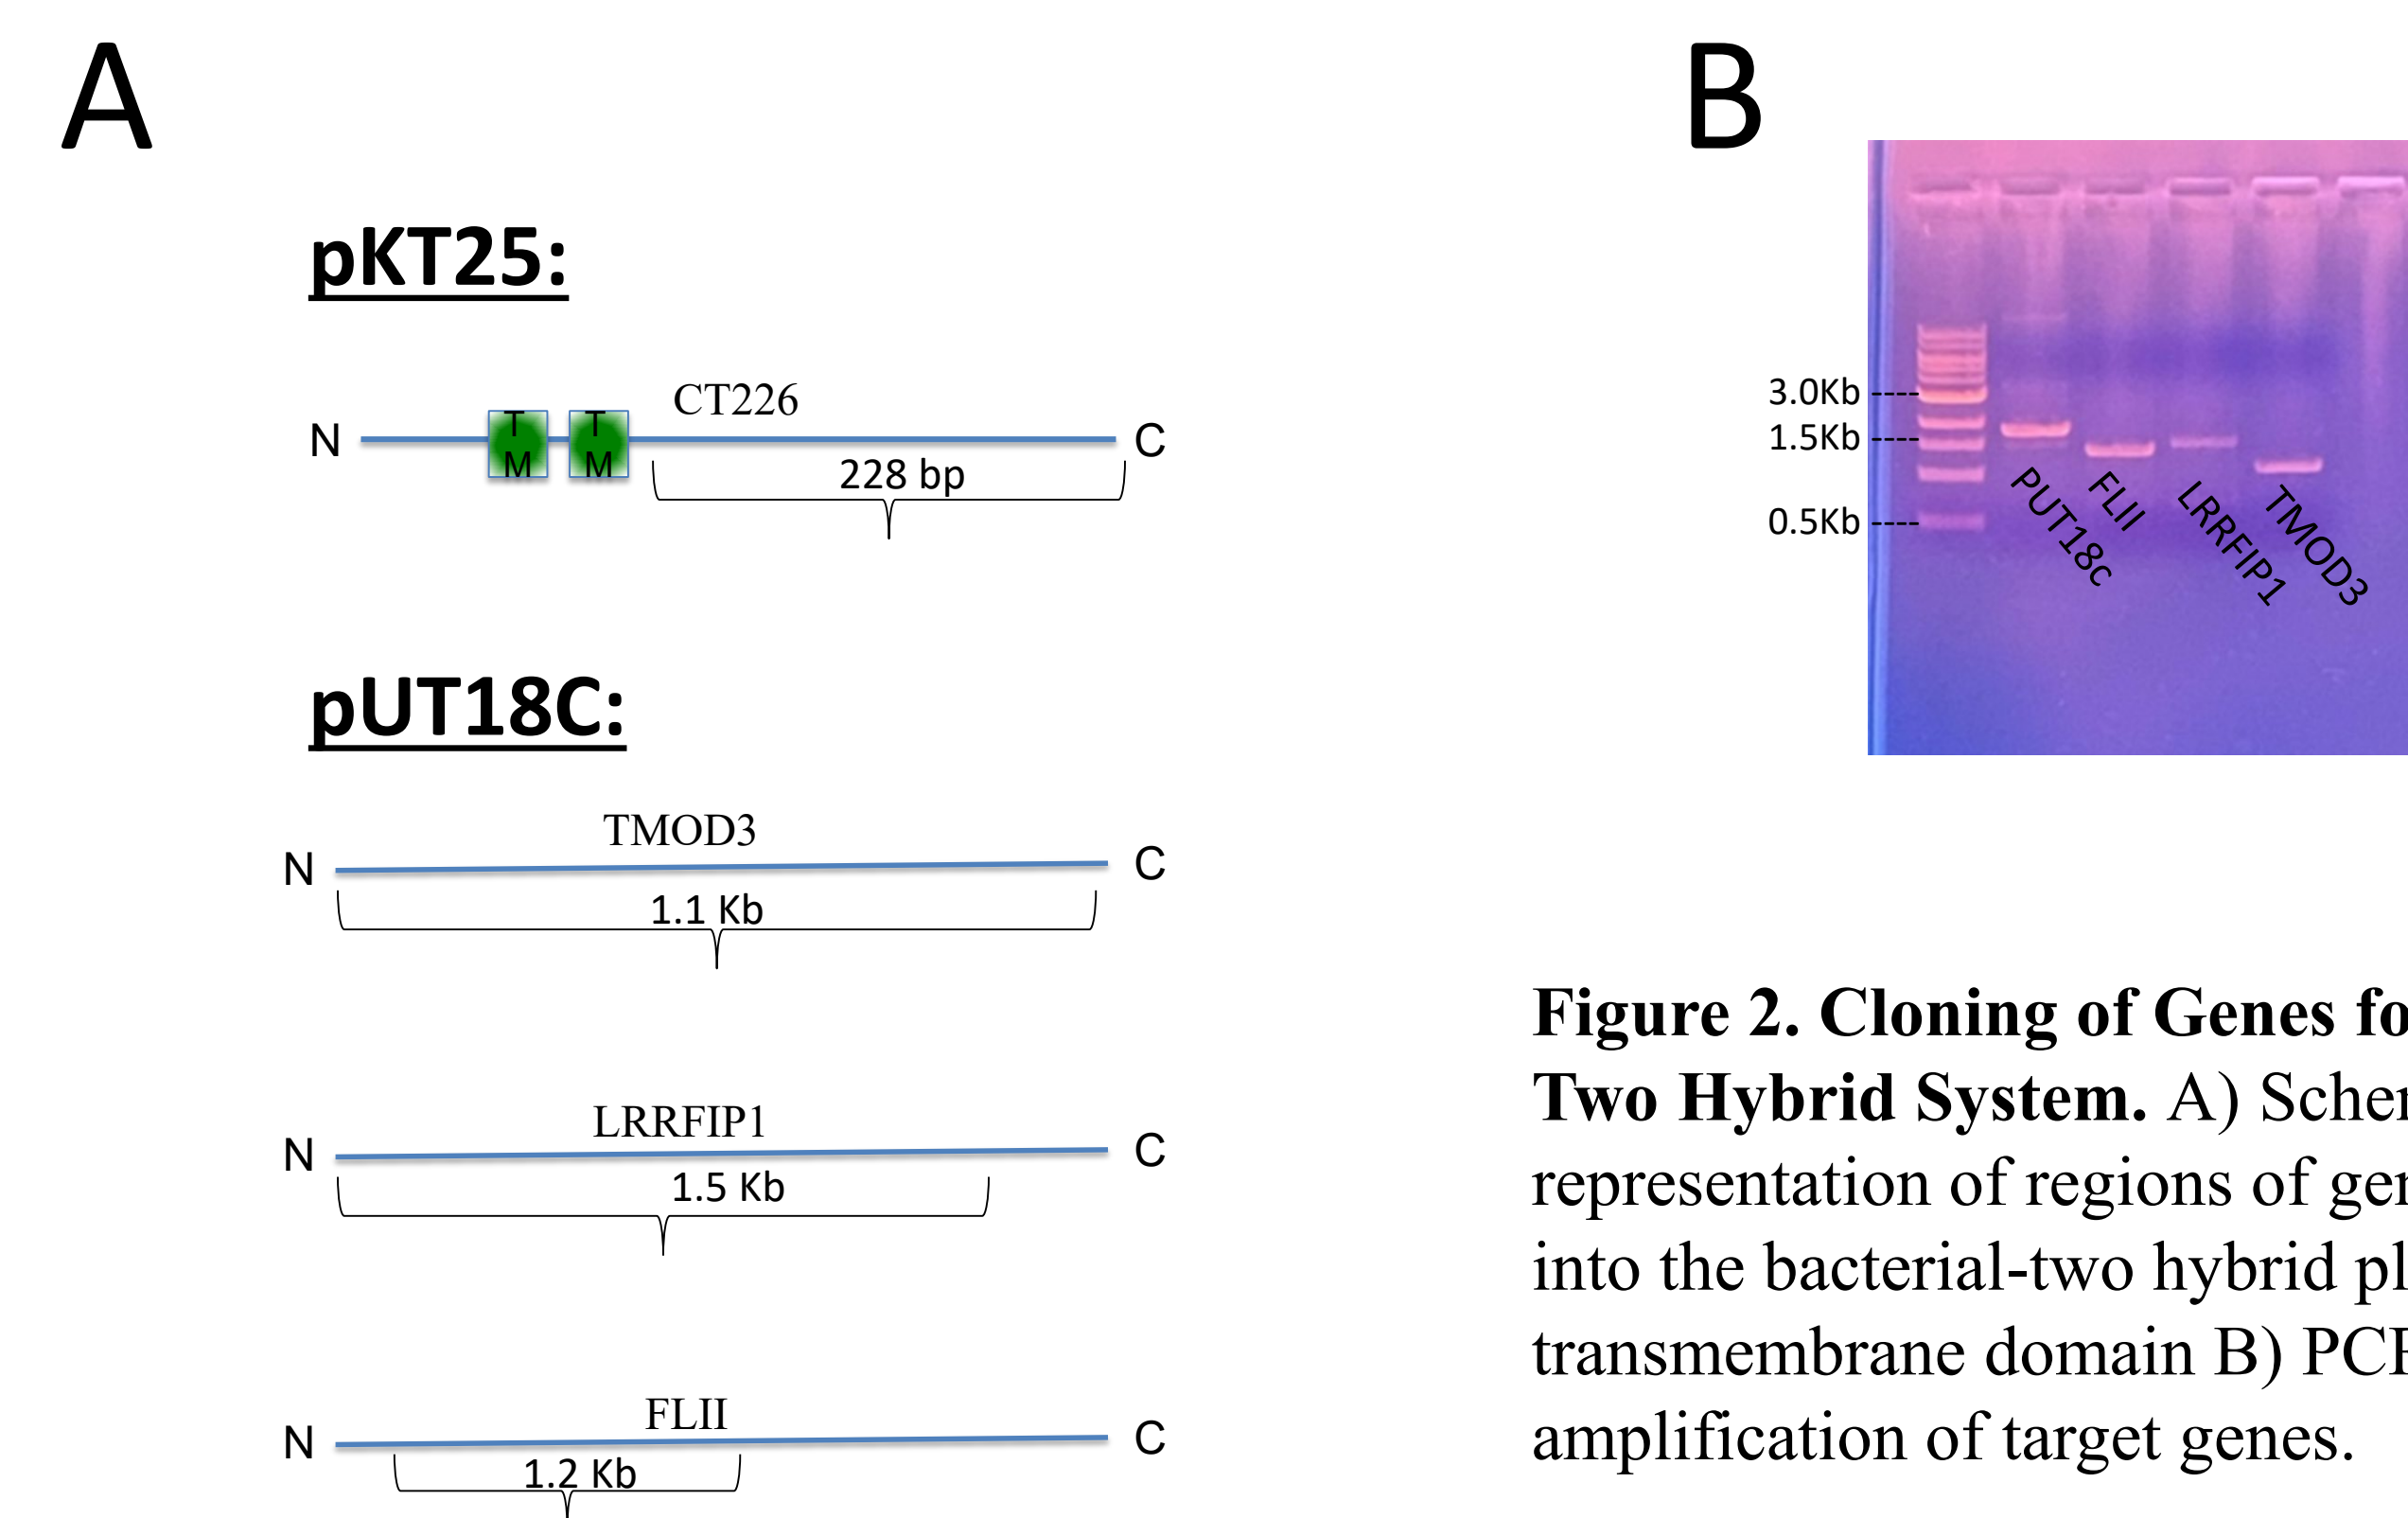 A
pKT25:
CT226
N
TM
TM
C
228 bp
pUT18C:
TMOD3
N
C
1.1 Kb
LRRFIP1
N
C
1.5 Kb
FLII
N
C
1.2 Kb
B
3.0Kb ----
1.5Kb ----
0.5Kb ----
PUT18c
FLII
LRRFIP1
TMOD3
Figure 2. Cloning of Genes fo
Two Hybrid System. A) Schem
representation of regions of gen
into the bacterial-two hybrid pl
transmembrane domain B) PCR
amplification of target genes.